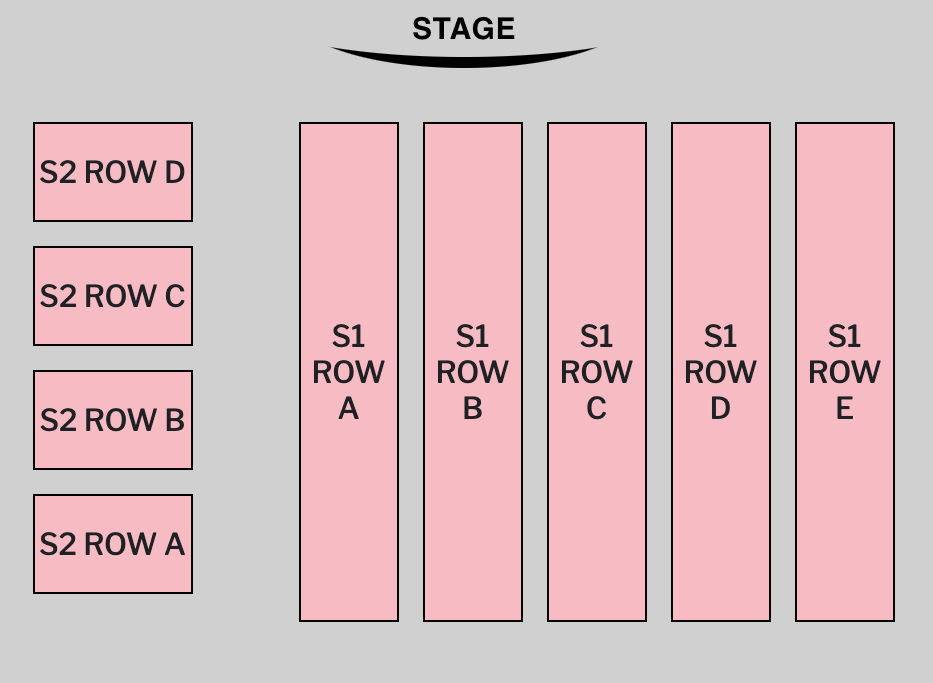 STAGE
S2 ROW D
S2 ROW C
S2 ROW B
S2 ROW A
S1
ROW
A
S1
ROW
B
S1
ROW
C
S1
ROW
D
S1
ROW
E